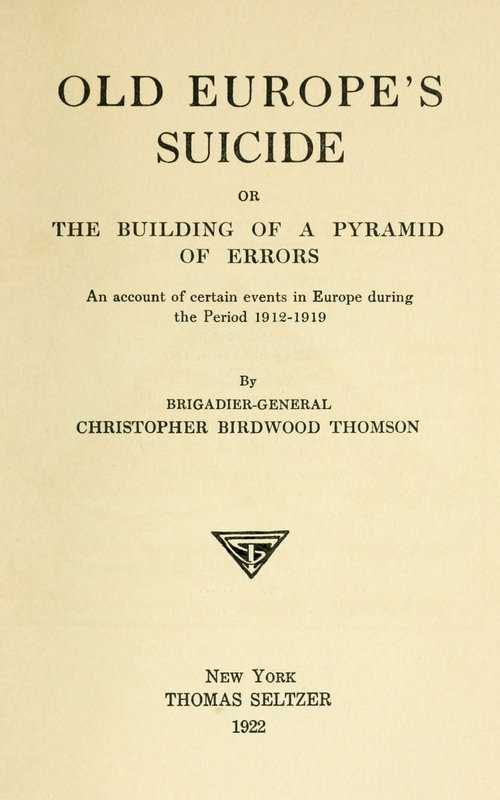 OLD EUROPE'S
SUICIDE
OR
THE BUILDING OF A PYRAMID
OF ERRORS
An account of certain events in Europe during
the Period 1912-1919
By
BRIGADIER-GENERAL
CHRISTOPHER BIRDWOOD THOMSON
NEW YORK
THOMAS SELTZER
1922